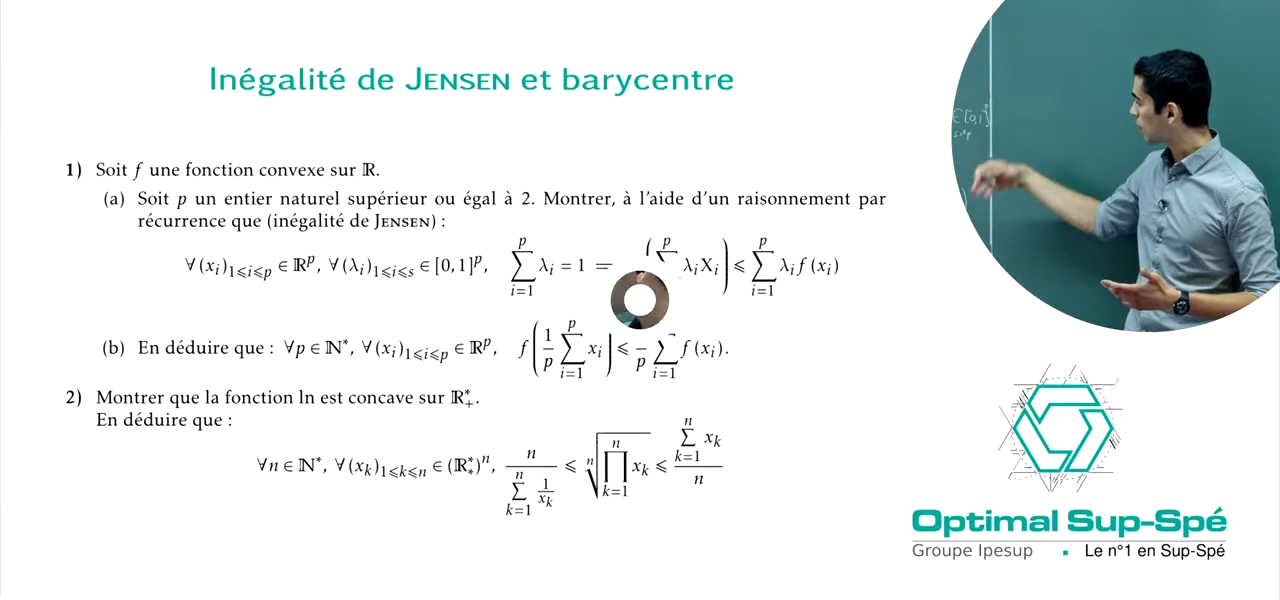 Inégalité de JENSEN et barycentre
1) Soit f une fonction convexe sur ℝ.
(a) Soit p un entier naturel supérieur ou égal à 2. Montrer, à l'aide d'un raisonnement par
récurrence que (inégalité de JENSEN) :
∀(x_i)_{1⩽i⩽p} ∈ ℝ^p, ∀(λ_i)_{1⩽i⩽s} ∈ [0,1]^p, ∑_{i=1}^{p} λ_i = 1 ( ∑^{p} λ_i X_i ) ⩽ ∑_{i=1}^{p} λ_i f(x_i)
(b) En déduire que : ∀p ∈ ℕ*, ∀(x_i)_{1⩽i⩽p} ∈ ℝ^p, f( 1/p ∑_{i=1}^{p} x_i ) ⩽ /p ∑_{i=1} f(x_i).
2) Montrer que la fonction ln est concave sur ℝ₊*.
En déduire que :
∀n ∈ ℕ*, ∀(x_k)_{1⩽k⩽n} ∈ (ℝ_*^*)^n, n / ∑_{k=1}^{n} 1/x_k ⩽ ⁿ√(∏_{k=1}^{n} x_k) ⩽ ∑_{k=1}^{n} x_k / n
∈[0,1]
Optimal Sup-Spé
Groupe Ipesup ▪ Le n°1 en Sup-Spé